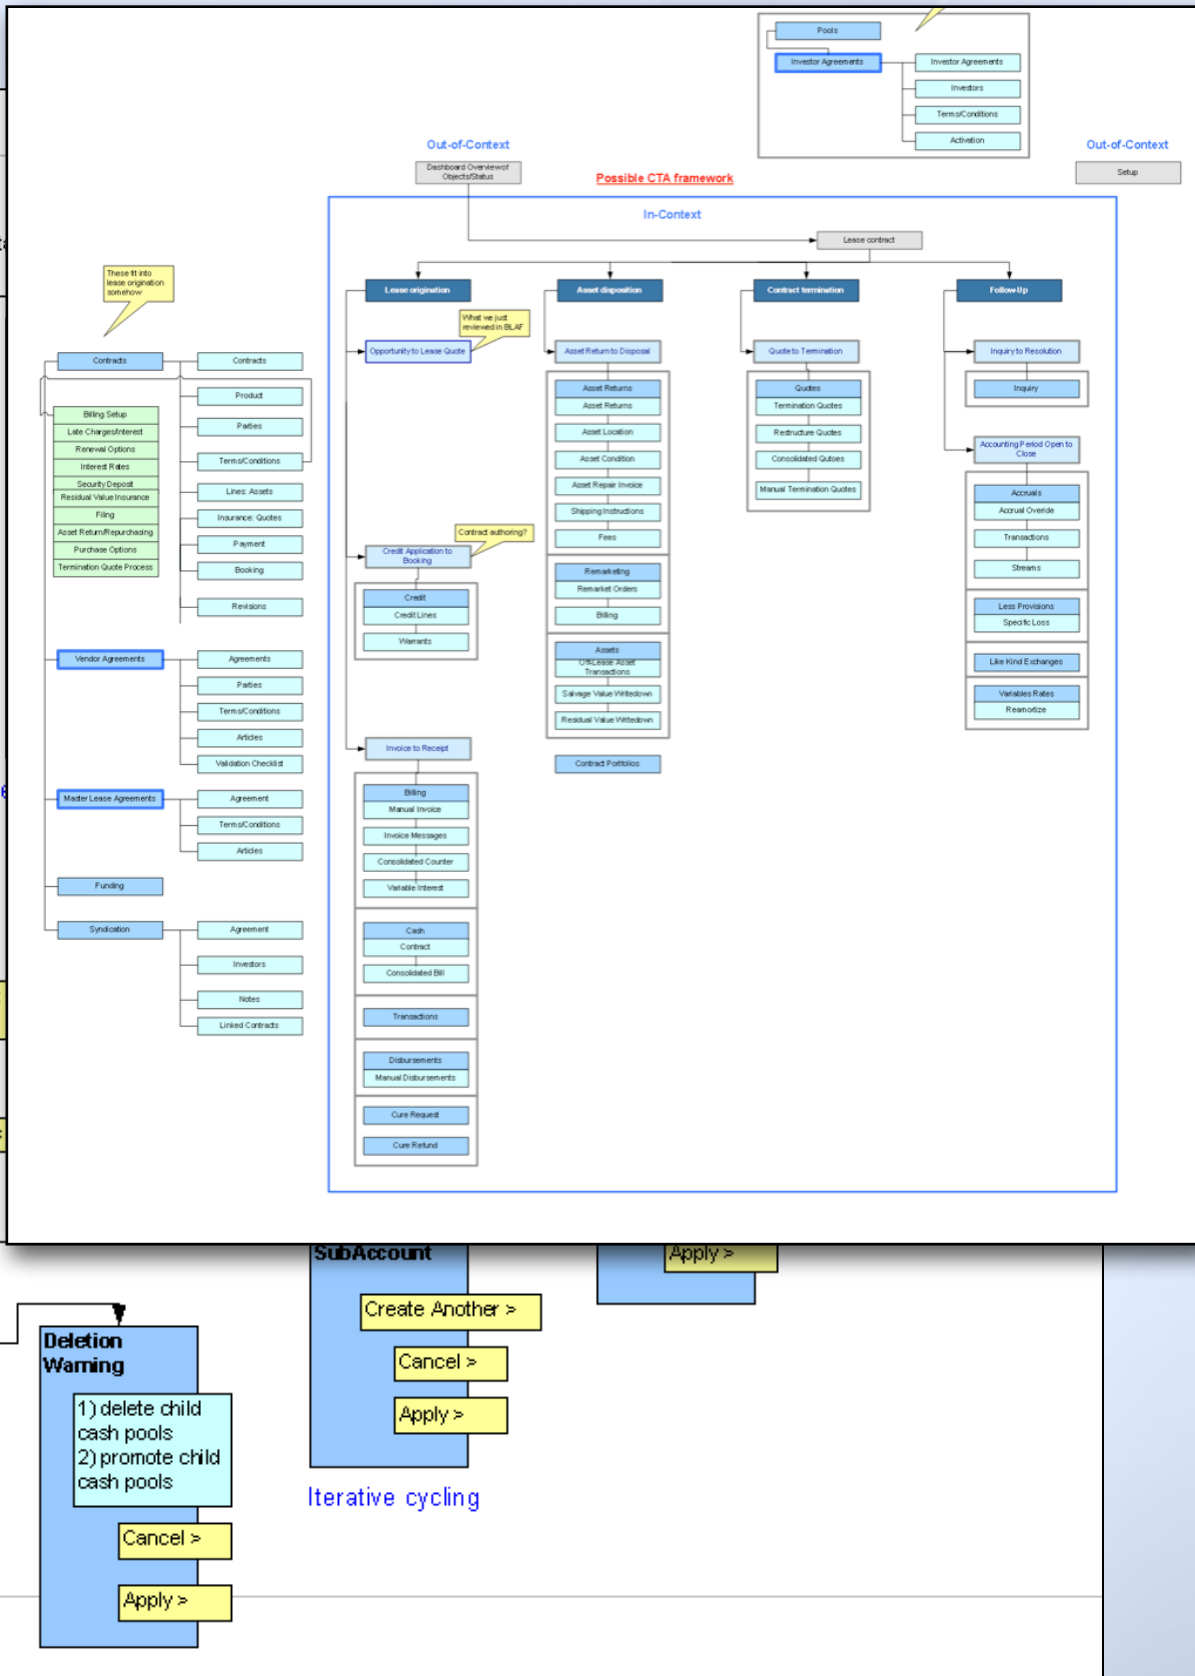 Pools
Investor Agreements
Investor Agreements
Investors
Terms/Conditions
Activation
Out-of-Context
Dashboard Overview of
Objects/Status
Possible CTA framework
Out-of-Context
Setup
In-Context
Lease contract
These fit into
lease origination
somehow
Lease origination
Asset disposition
Contract termination
Follow-Up
What we just
reviewed in BLAF
Contracts
Contracts
Product
Parties
Terms/Conditions
Lines: Assets
Insurance: Quotes
Payment
Booking
Revisions
Billing Setup
Late Charges/Interest
Renewal Options
Interest Rates
Security Deposit
Residual Value Insurance
Filing
Asset Return/Repurchasing
Purchase Options
Termination Quote Process
Vendor Agreements
Agreements
Parties
Terms/Conditions
Articles
Validation Checklist
Master Lease Agreements
Agreement
Terms/Conditions
Articles
Funding
Syndication
Agreement
Investors
Notes
Linked Contracts
Opportunity to Lease Quote
Contract authoring?
Credit Application to
Booking
Credit
Credit Lines
Warrants
Invoice to Receipt
Billing
Manual Invoice
Invoice Messages
Consolidated Counter
Variable Interest
Cash
Contract
Consolidated Bill
Transactions
Disbursements
Manual Disbursements
Cure Request
Cure Refund
Asset Return to Disposal
Asset Returns
Asset Returns
Asset Location
Asset Condition
Asset Repair Invoice
Shipping Instructions
Fees
Remarketing
Remarket Orders
Billing
Assets
Off-Lease Asset
Transactions
Salvage Value Writedown
Residual Value Writedown
Contract Portfolios
Quote to Termination
Quotes
Termination Quotes
Restructure Quotes
Consolidated Qutoes
Manual Termination Quotes
Inquiry to Resolution
Inquiry
Accounting Period Open to
Close
Accruals
Accrual Override
Transactions
Streams
Less Provisions
Specific Loss
Like Kind Exchanges
Variables Rates
Reamortize
SubAccount
Create Another >
Cancel >
Apply >
Apply >
Iterative cycling
Deletion
Warning
1) delete child
cash pools
2) promote child
cash pools
Cancel >
Apply >